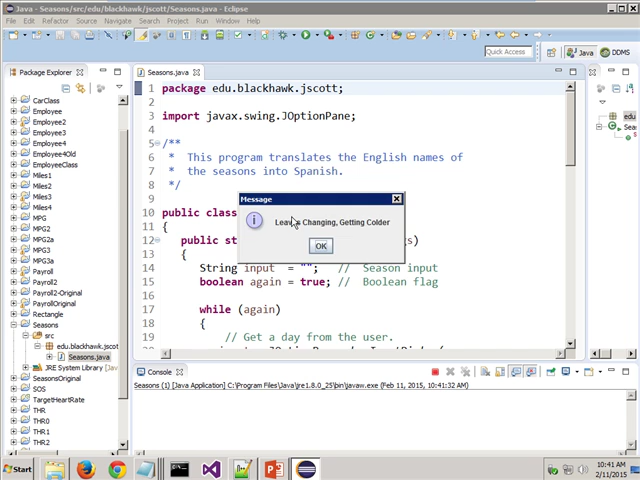 Java - Seasons/src/edu/blackhawk/jscott/Seasons.java - Eclipse
File Edit Refactor Source Navigate Search Project Run Window Help
Quick Access
Java
DDMS
Package Explorer
CarClass
Employee
Employee2
Employee3
Employee4
Employee4Old
EmployeeClass
Miles1
Miles2
Miles3
Miles4
MPG
MPG2
MPG2a
MPG3
MPG3a
Payroll
Payroll2
Payroll2-Original
PayrollOriginal
Rectangle
Seasons
src
edu.blackhawk.jscot
Seasons.java
JRE System Library [Jav
SeasonsOriginal
SOS
TargetHeartRate
THR
THR0
THR1
THR2
Seasons.java
1 package edu.blackhawk.jscott;
2
3 import javax.swing.JOptionPane;
4
5 /**
6 * This program translates the English names of
7 * the seasons into Spanish.
8 */
9
10 public class
11 {
12 public st gs)
13 {
14 String input = ""; // Season input
15 boolean again = true; // Boolean flag
16
17 while (again)
18 {
19 // Get a day from the user.
Message
Changing, Getting Colder
OK
edu
Seas
Console
Seasons (1) [Java Application] C:\Program Files\Java\jre1.8.0_25\bin\javaw.exe (Feb 11, 2015, 10:41:32 AM)
Start
10:41 AM
2/11/2015